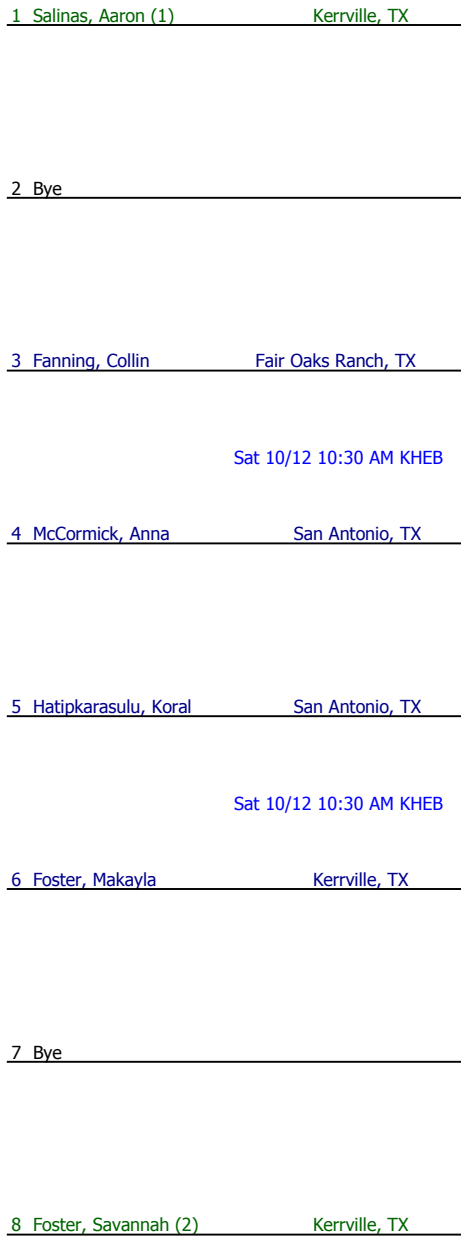 1 Salinas, Aaron (1) Kerrville, TX
2 Bye
3 Fanning, Collin Fair Oaks Ranch, TX
Sat 10/12 10:30 AM KHEB
4 McCormick, Anna San Antonio, TX
5 Hatipkarasulu, Koral San Antonio, TX
Sat 10/12 10:30 AM KHEB
6 Foster, Makayla Kerrville, TX
7 Bye
8 Foster, Savannah (2) Kerrville, TX